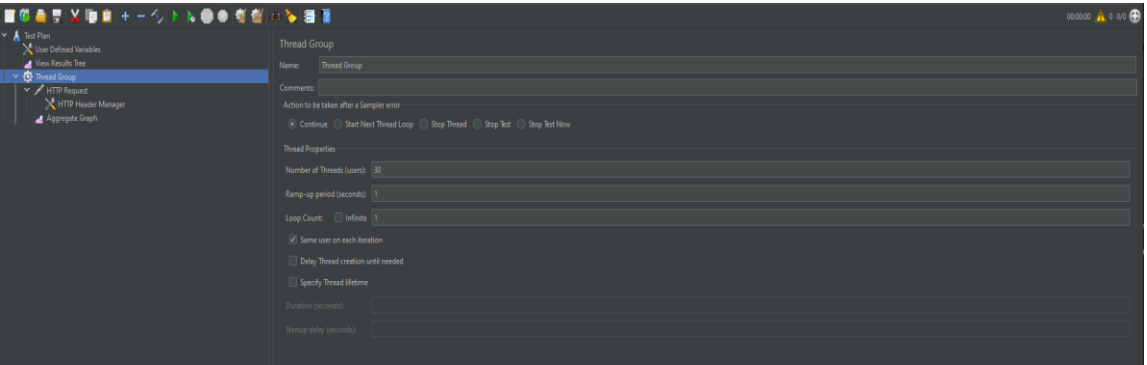 00:00:00 0 0/0
Test Plan
User Defined Variables
View Results Tree
Thread Group
HTTP Request
HTTP Header Manager
Aggregate Graph
Thread Group
Name: Thread Group
Comments:
Action to be taken after a Sampler error
Continue Start Next Thread Loop Stop Thread Stop Test Stop Test Now
Thread Properties
Number of Threads (users): 30
Ramp-up period (seconds): 1
Loop Count: Infinite 1
Same user on each iteration
Delay Thread creation until needed
Specify Thread lifetime
Duration (seconds):
Startup delay (seconds):